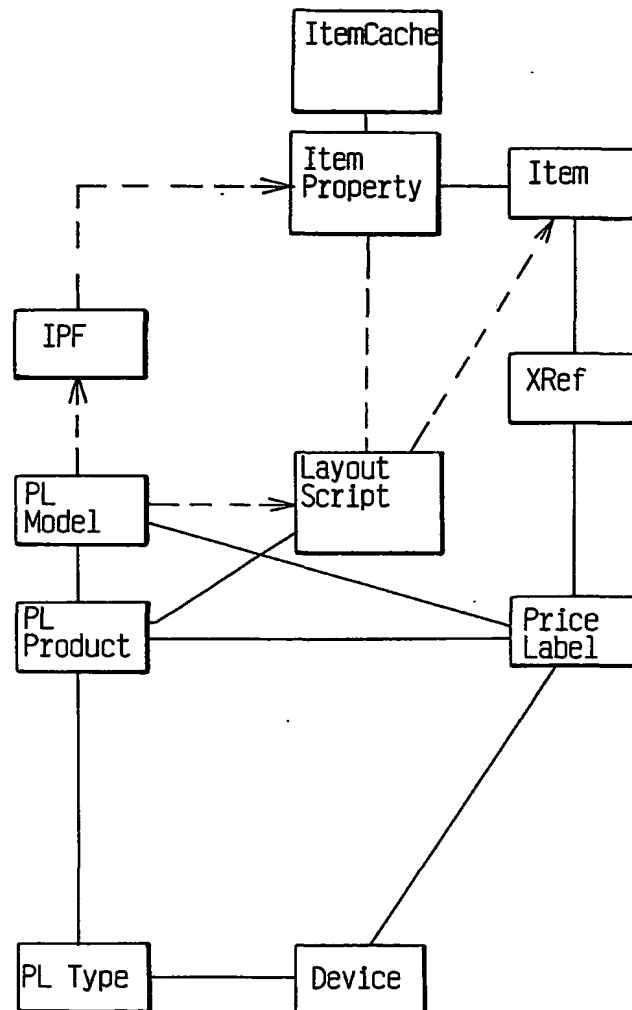 ItemCache
Item
Property
Item
IPF
XRef
Layout
Script
PL
Model
PL
Product
Price
Label
PL Type
Device